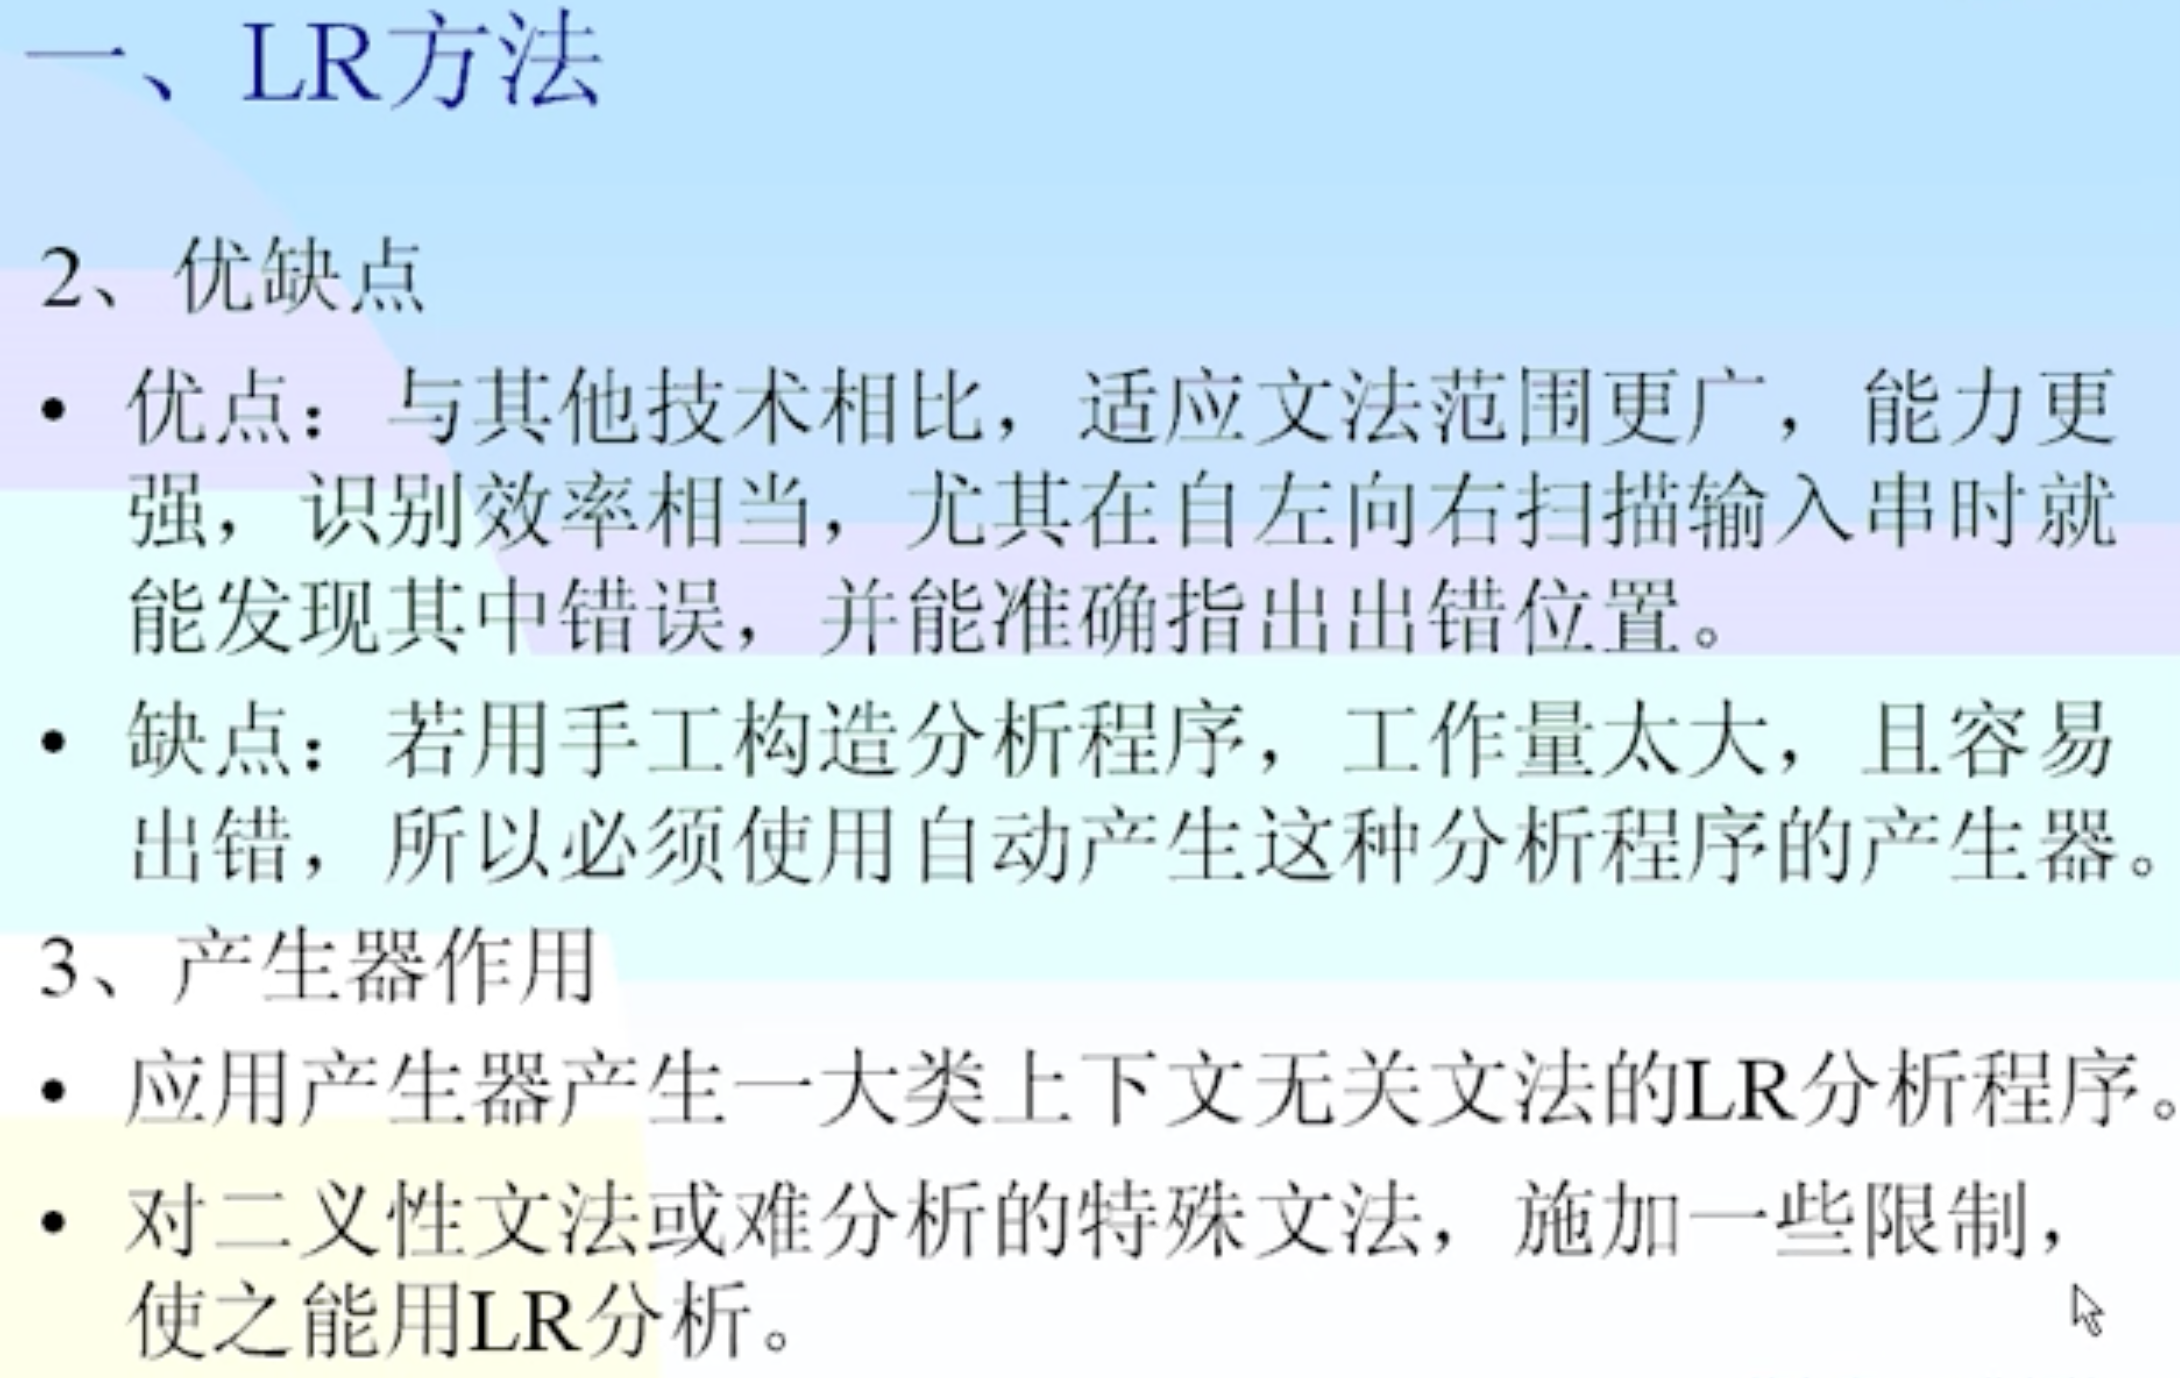 一、LR方法
2、优缺点
• 优点：与其他技术相比，适应文法范围更广，能力更
强，识别效率相当，尤其在自左向右扫描输入串时就
能发现其中错误，并能准确指出出错位置。
• 缺点：若用手工构造分析程序，工作量太大，且容易
出错，所以必须使用自动产生这种分析程序的产生器。
3、产生器作用
• 应用产生器产生一大类上下文无关文法的LR分析程序。
• 对二义性文法或难分析的特殊文法，施加一些限制，
使之能用LR分析。